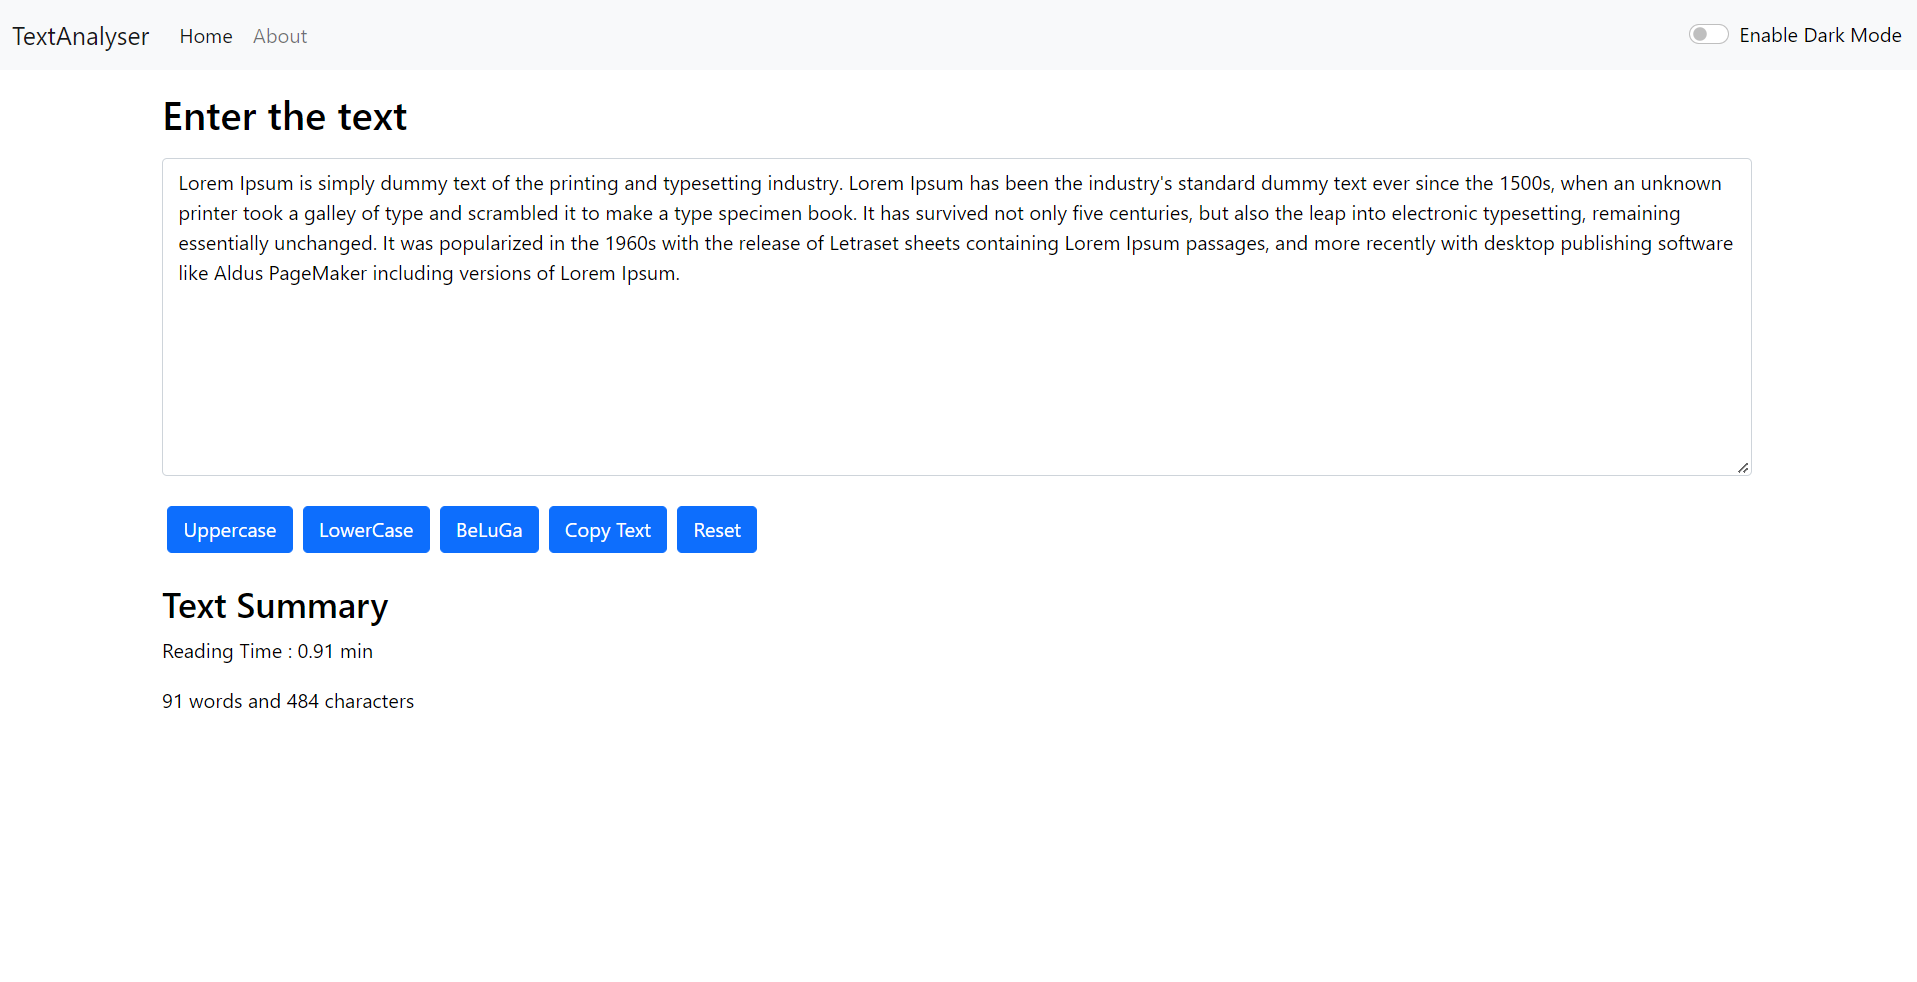 TextAnalyser Home About Enable Dark Mode
Enter the text
Lorem Ipsum is simply dummy text of the printing and typesetting industry. Lorem Ipsum has been the industry's standard dummy text ever since the 1500s, when an unknown
printer took a galley of type and scrambled it to make a type specimen book. It has survived not only five centuries, but also the leap into electronic typesetting, remaining
essentially unchanged. It was popularized in the 1960s with the release of Letraset sheets containing Lorem Ipsum passages, and more recently with desktop publishing software
like Aldus PageMaker including versions of Lorem Ipsum.
Uppercase LowerCase BeLuGa Copy Text Reset
Text Summary
Reading Time : 0.91 min
91 words and 484 characters